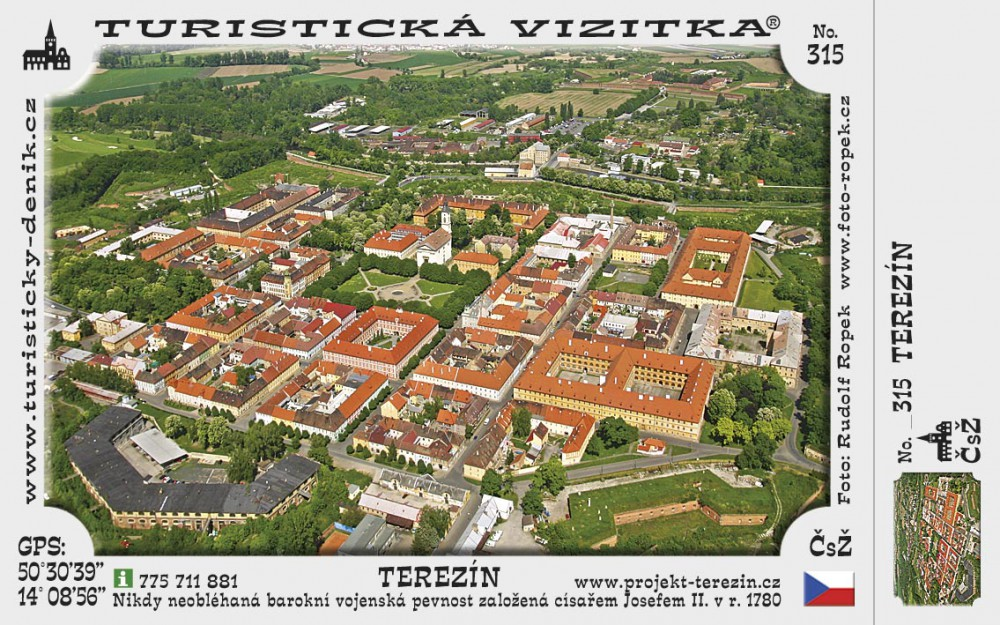 TURISTICKÁ VIZITKA®
No.
315
www.turisticky-denik.cz
Foto: Rudolf Ropek www.foto-ropek.cz
ČsŽ
GPS:
50°30'39"
14°08'56"
i 775 711 881
TEREZÍN
www.projekt-terezin.cz
Nikdy neobléhaná barokní vojenská pevnost založená císařem Josefem II. v r. 1780
No. _ 315 TEREZÍN
ČsŽ